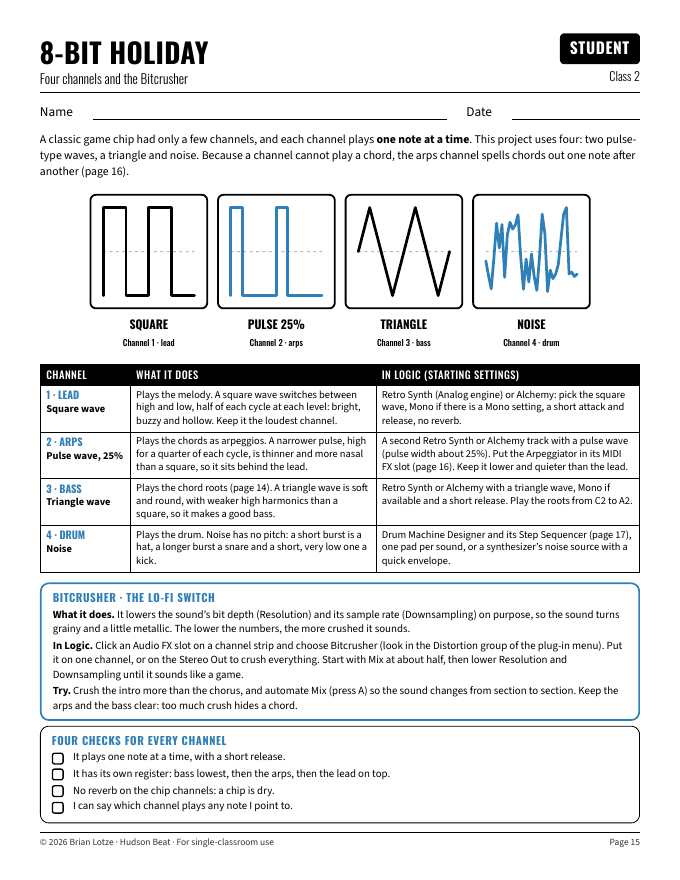 8-BIT HOLIDAY
STUDENT
Four channels and the Bitcrusher
Class 2
Name
Date
A classic game chip had only a few channels, and each channel plays one note at a time. This project uses four: two pulse-
type waves, a triangle and noise. Because a channel cannot play a chord, the arps channel spells chords out one note after
another (page 16).
SQUARE
Channel 1 · lead
PULSE 25%
Channel 2 · arps
TRIANGLE
Channel 3 · bass
NOISE
Channel 4 · drum
CHANNEL
WHAT IT DOES
IN LOGIC (STARTING SETTINGS)
1 · LEAD
Square wave
Plays the melody. A square wave switches between
high and low, half of each cycle at each level: bright,
buzzy and hollow. Keep it the loudest channel.
Retro Synth (Analog engine) or Alchemy: pick the square
wave, Mono if there is a Mono setting, a short attack and
release, no reverb.
2 · ARPS
Pulse wave, 25%
Plays the chords as arpeggios. A narrower pulse, high
for a quarter of each cycle, is thinner and more nasal
than a square, so it sits behind the lead.
A second Retro Synth or Alchemy track with a pulse wave
(pulse width about 25%). Put the Arpeggiator in its MIDI
FX slot (page 16). Keep it lower and quieter than the lead.
3 · BASS
Triangle wave
Plays the chord roots (page 14). A triangle wave is soft
and round, with weaker high harmonics than a
square, so it makes a good bass.
Retro Synth or Alchemy with a triangle wave, Mono if
available and a short release. Play the roots from C2 to A2.
4 · DRUM
Noise
Plays the drum. Noise has no pitch: a short burst is a
hat, a longer burst a snare and a short, very low one a
kick.
Drum Machine Designer and its Step Sequencer (page 17),
one pad per sound, or a synthesizer's noise source with a
quick envelope.
BITCRUSHER · THE LO-FI SWITCH
What it does. It lowers the sound's bit depth (Resolution) and its sample rate (Downsampling) on purpose, so the sound turns
grainy and a little metallic. The lower the numbers, the more crushed it sounds.
In Logic. Click an Audio FX slot on a channel strip and choose Bitcrusher (look in the Distortion group of the plug-in menu). Put
it on one channel, or on the Stereo Out to crush everything. Start with Mix at about half, then lower Resolution and
Downsampling until it sounds like a game.
Try. Crush the intro more than the chorus, and automate Mix (press A) so the sound changes from section to section. Keep the
arps and the bass clear: too much crush hides a chord.
FOUR CHECKS FOR EVERY CHANNEL
It plays one note at a time, with a short release.
It has its own register: bass lowest, then the arps, then the lead on top.
No reverb on the chip channels: a chip is dry.
I can say which channel plays any note I point to.
© 2026 Brian Lotze · Hudson Beat · For single-classroom use
Page 15